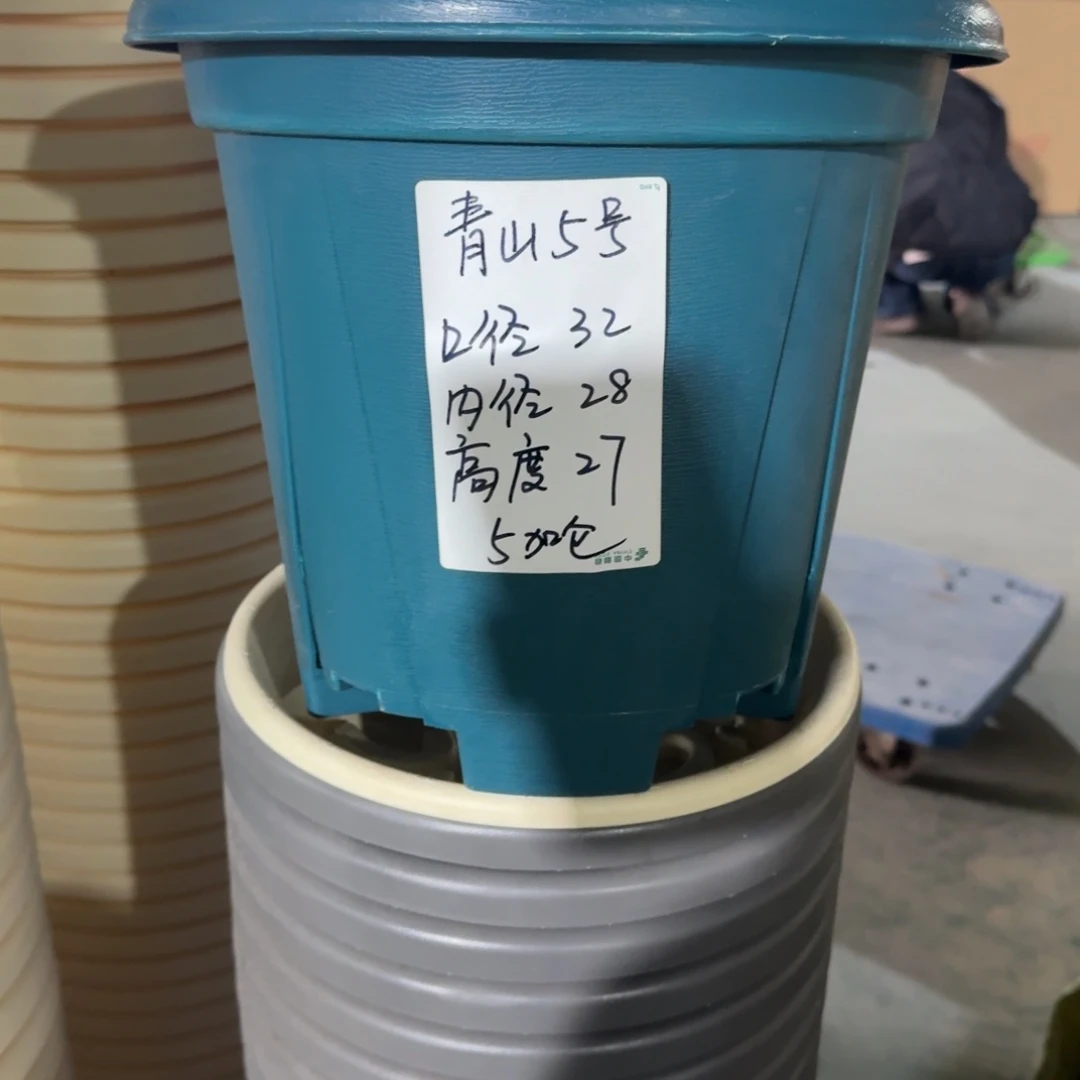 青山5号
口径 32
内径 28
高度 27
5加仑